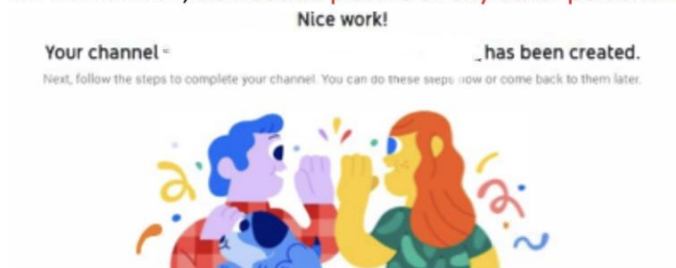 Nice work!
Your channel has been created.
Next, follow the steps to complete your channel. You can do these steps now or come back to them later.